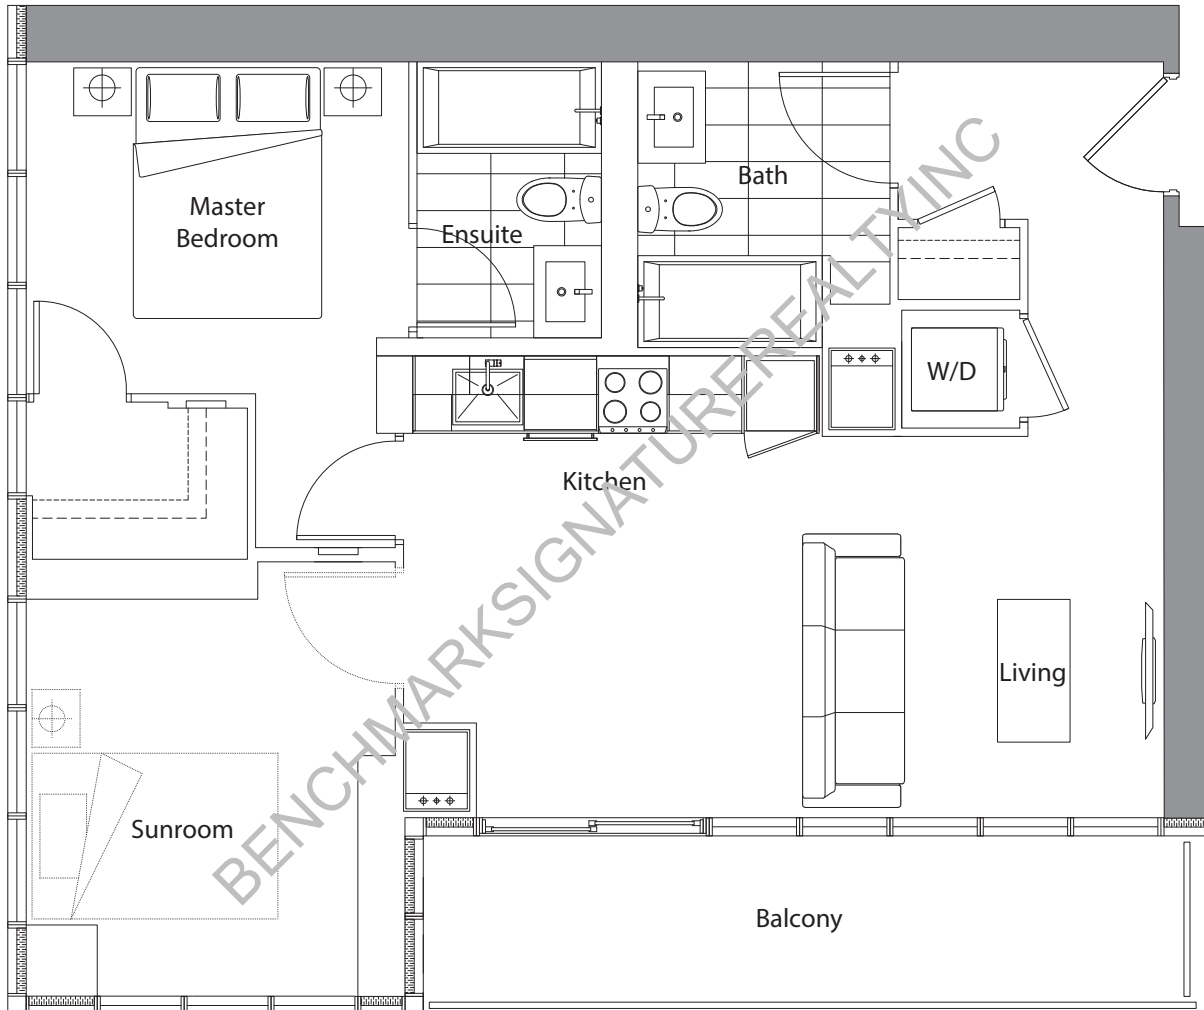 Master
Bedroom
Ensuite
Bath
W/D
Kitchen
Living
Sunroom
Balcony
BENCHMARKSIGNATUREREALTYINC